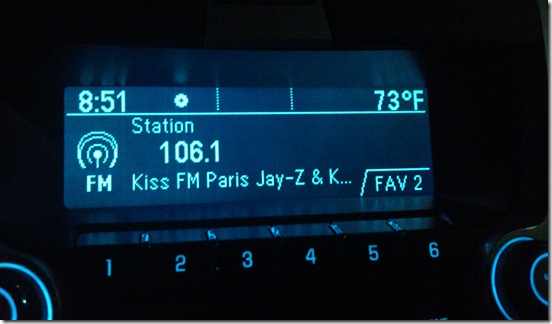 8:51 73°F
Station
106.1
FM Kiss FM Paris Jay-Z & K... FAV 2
1 2 3 4 5 6